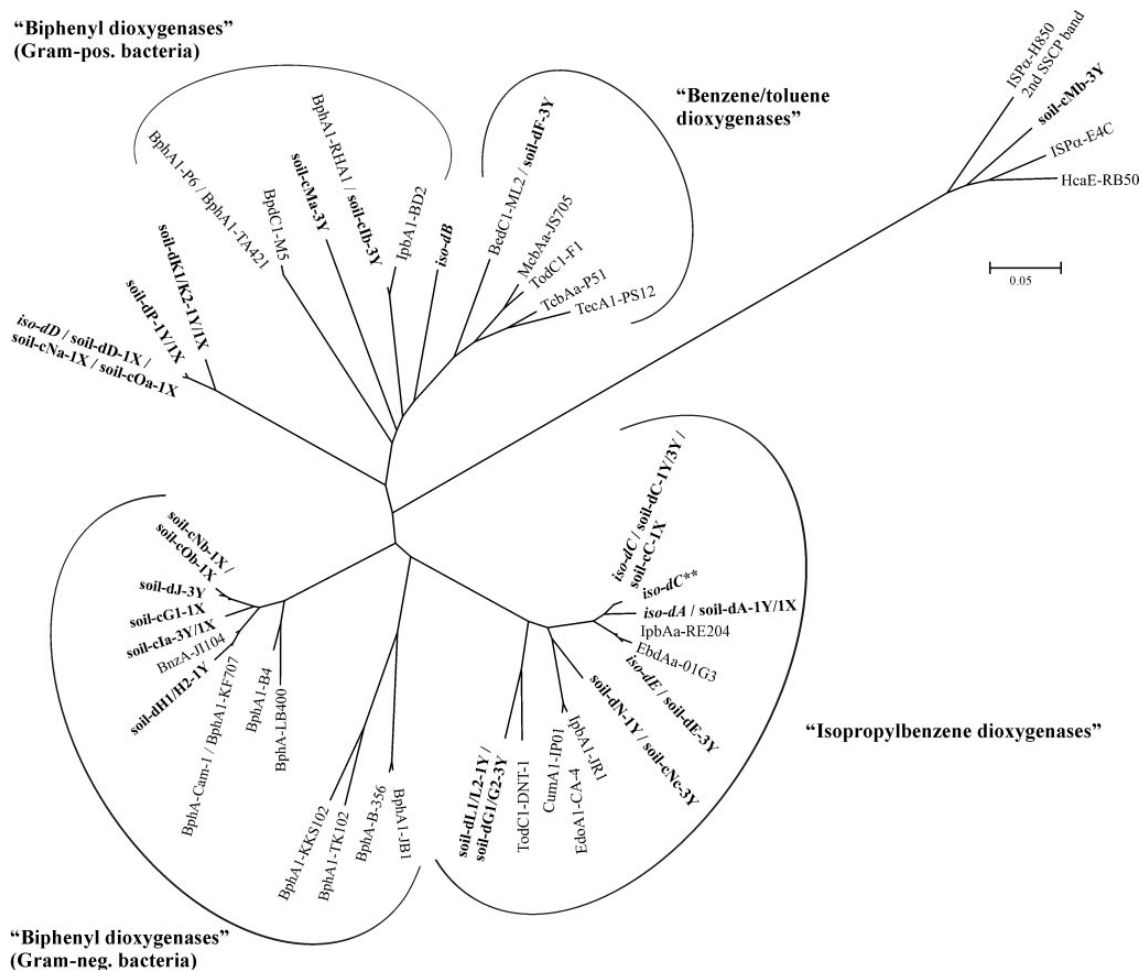 “Biphenyl dioxygenases”
(Gram-pos. bacteria)
“Benzene/toluene
dioxygenases”
ISPα-H850
2nd SSCP band
soil-cMb-3Y
ISPα-E4C
HcaE-RB50
0.05
BphA1-P6 / BphA1-TA421
BpdC1-M5
soil-cMa-3Y
BphA1-RHA1 / soil-cIb-3Y
IpbA1-BD2
iso-dB
BedC1-ML2 / soil-dF-3Y
McbAa-JS705
TodC1-F1
TcbAa-P51
TecA1-PS12
soil-dK1/K2-1Y/1X
soil-dP-1Y/1X
iso-dD / soil-dD-1X /
soil-cNa-1X / soil-cOa-1X
soil-cNb-1X /
soil-cOb-1X
soil-dJ-3Y
soil-cG1-1X
soil-cIa-3Y/1X
BnzA-JI104
soil-dH1/H2-1Y
BphA-Cam-1 / BphA1-KF707
BphA1-B4
BphA-LB400
BphA1-KKS102
BphA1-TK102
BphA-B-356
BphA1-JB1
soil-dL1/L2-1Y /
soil-dG1/G2-3Y
TodC1-DNT-1
CumA1-IP01
EdoA1-CA-4
IpbA1-JR1
soil-dN-1Y / soil-cNc-3Y
iso-dE / soil-dE-3Y
EbdAa-01G3
IpbAa-RE204
iso-dA / soil-dA-1Y/1X
iso-dC**
iso-dC / soil-dC-1Y/3Y /
soil-cC-1X
“Isopropylbenzene dioxygenases”
“Biphenyl dioxygenases”
(Gram-neg. bacteria)